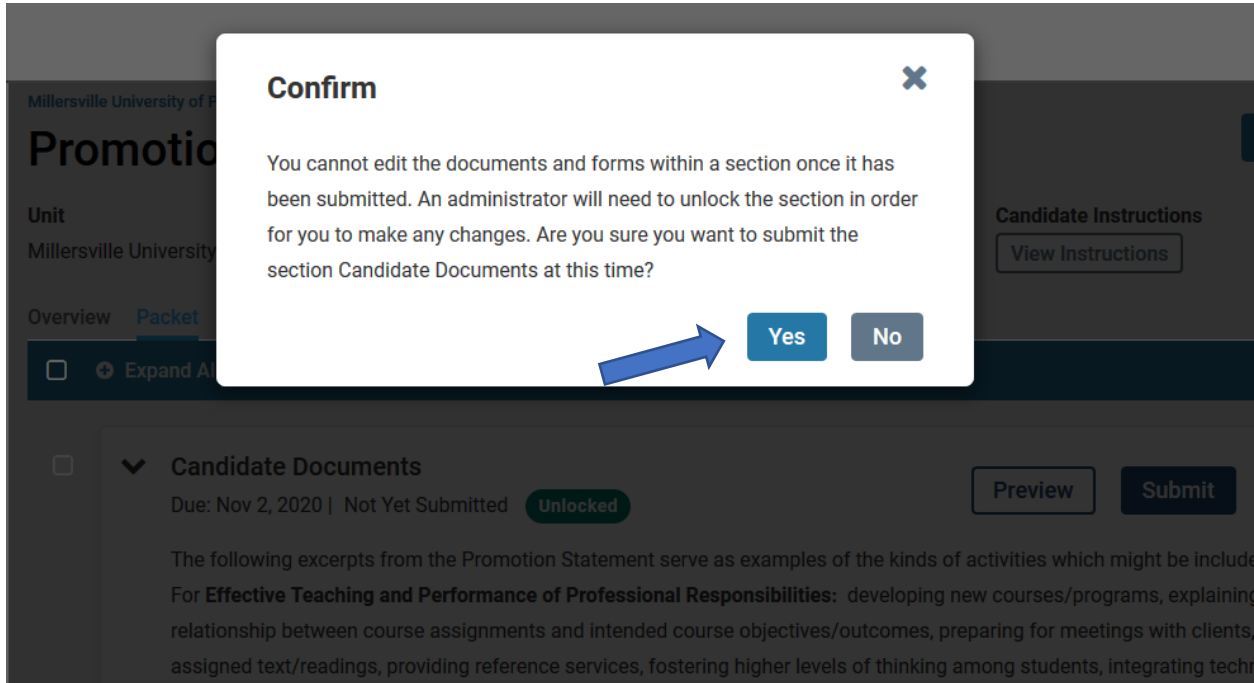 Confirm
You cannot edit the documents and forms within a section once it has
been submitted. An administrator will need to unlock the section in order
for you to make any changes. Are you sure you want to submit the
section Candidate Documents at this time?
Yes No
Millersville University of
Promotio
Unit
Millersville University
Candidate Instructions
View Instructions
Overview Packet
Expand
Candidate Documents
Due: Nov 2, 2020 | Not Yet Submitted Unlocked
Preview Submit
The following excerpts from the Promotion Statement serve as examples of the kinds of activities which might be include
For Effective Teaching and Performance of Professional Responsibilities: developing new courses/programs, explaining
relationship between course assignments and intended course objectives/outcomes, preparing for meetings with clients,
assigned text/readings, providing reference services, fostering higher levels of thinking among students, integrating